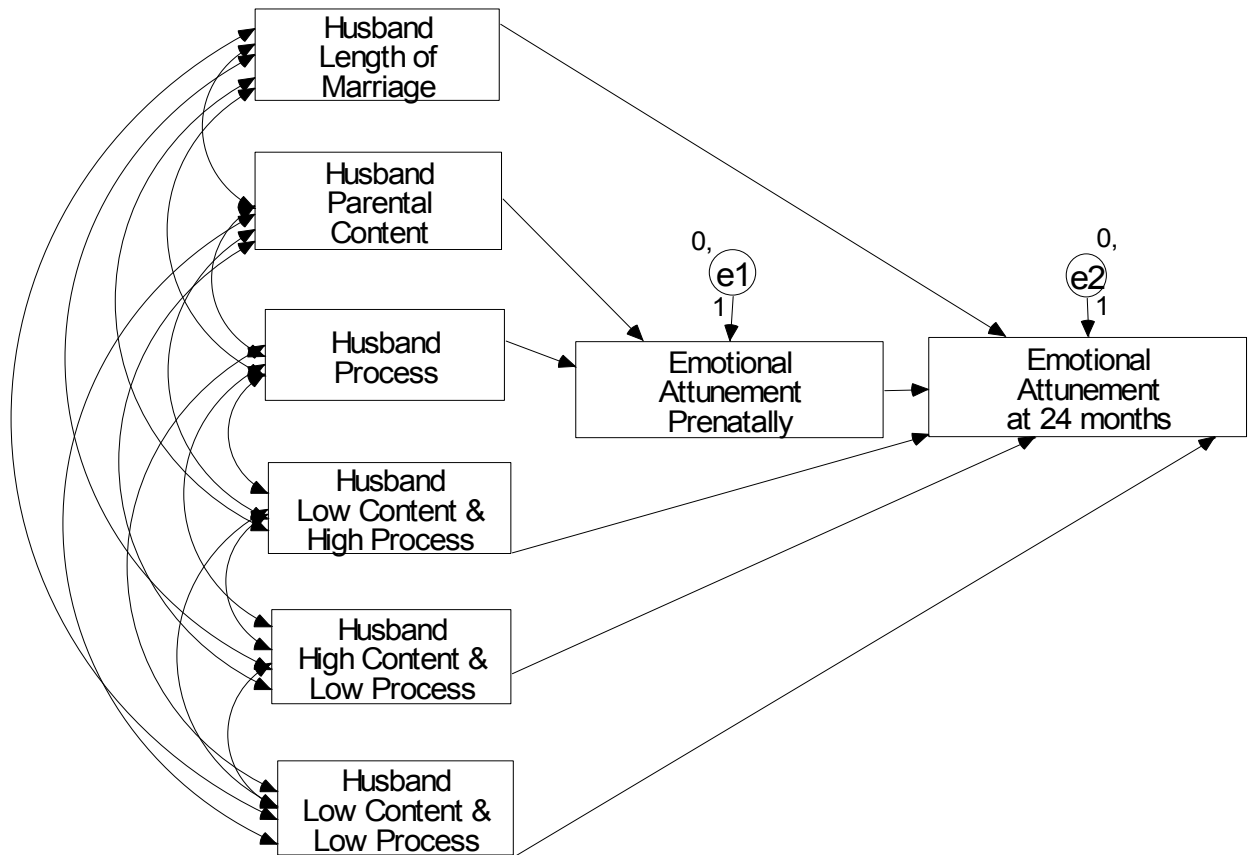 Husband
Length of
Marriage
Husband
Parental
Content
Husband
Process
Husband
Low Content &
High Process
Husband
High Content &
Low Process
Husband
Low Content &
Low Process
0,
e1
1
Emotional
Attunement
Prenatally
0,
e2
1
Emotional
Attunement
at 24 months